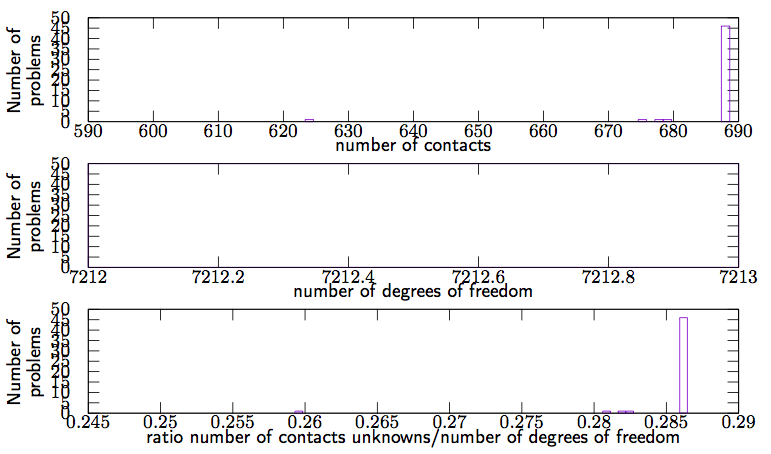 Number of
problems
50
45
40
35
30
25
20
15
10
5
0
590 600 610 620 630 640 650 660 670 680 690
number of contacts
Number of
problems
50
45
40
35
30
25
20
15
10
5
0
7212 7212.2 7212.4 7212.6 7212.8 7213
number of degrees of freedom
Number of
problems
50
45
40
35
30
25
20
15
10
5
0
0.245 0.25 0.255 0.26 0.265 0.27 0.275 0.28 0.285 0.29
ratio number of contacts unknowns/number of degrees of freedom